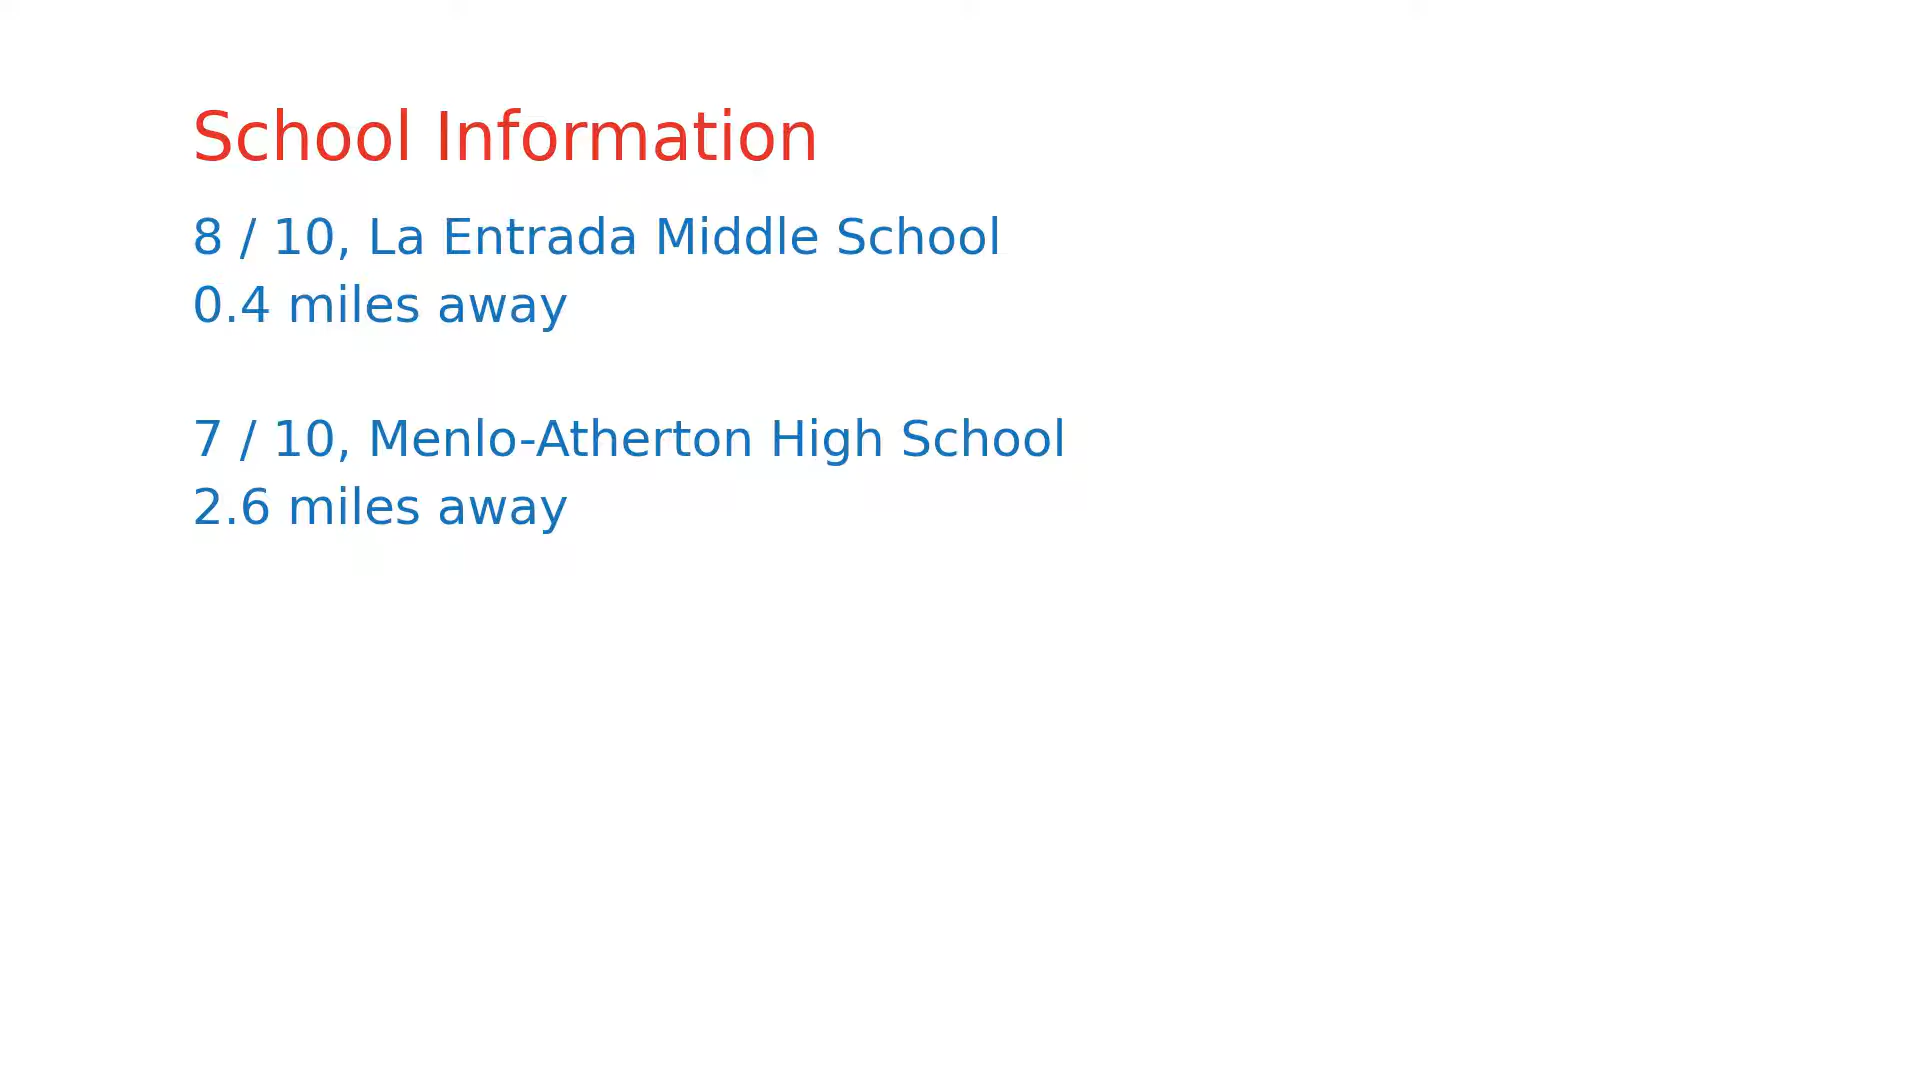 School Information
8 / 10, La Entrada Middle School
0.4 miles away
7 / 10, Menlo-Atherton High School
2.6 miles away